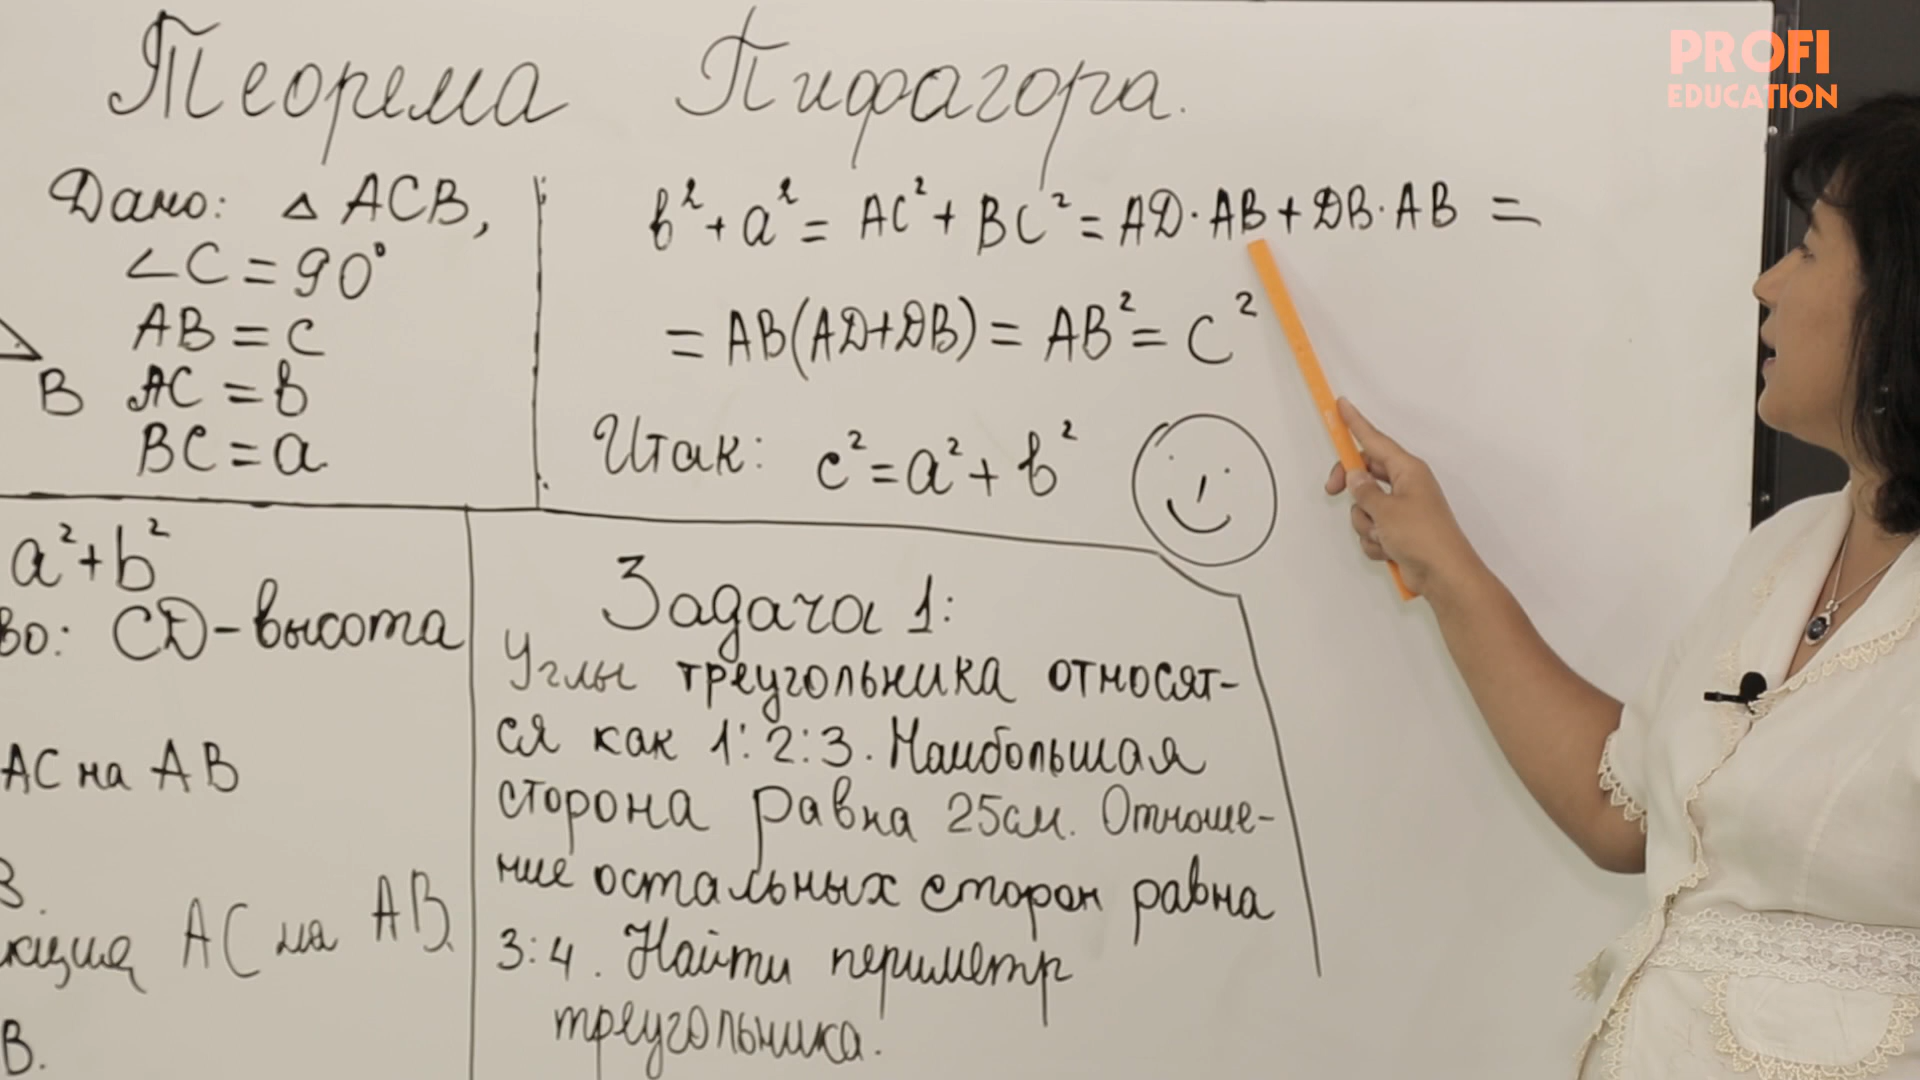 PROFI
EDUCATION
Теорема Пифагора.
Дано: △ ACB,
∠C = 90°
AB = c
AC = b
BC = a
B
b² + a² = AC² + BC² = AD · AB + DB · AB =
= AB(AD+DB) = AB² = c²
Итак: c² = a² + b²
a² + b²
во: CD - высота
AC на AB
AC на AB.
B.
Задача 1:
Углы треугольника относят-
ся как 1:2:3. Наибольшая
сторона равна 25см. Отноше-
ние остальных сторон равна
3:4. Найти периметр
треугольника.